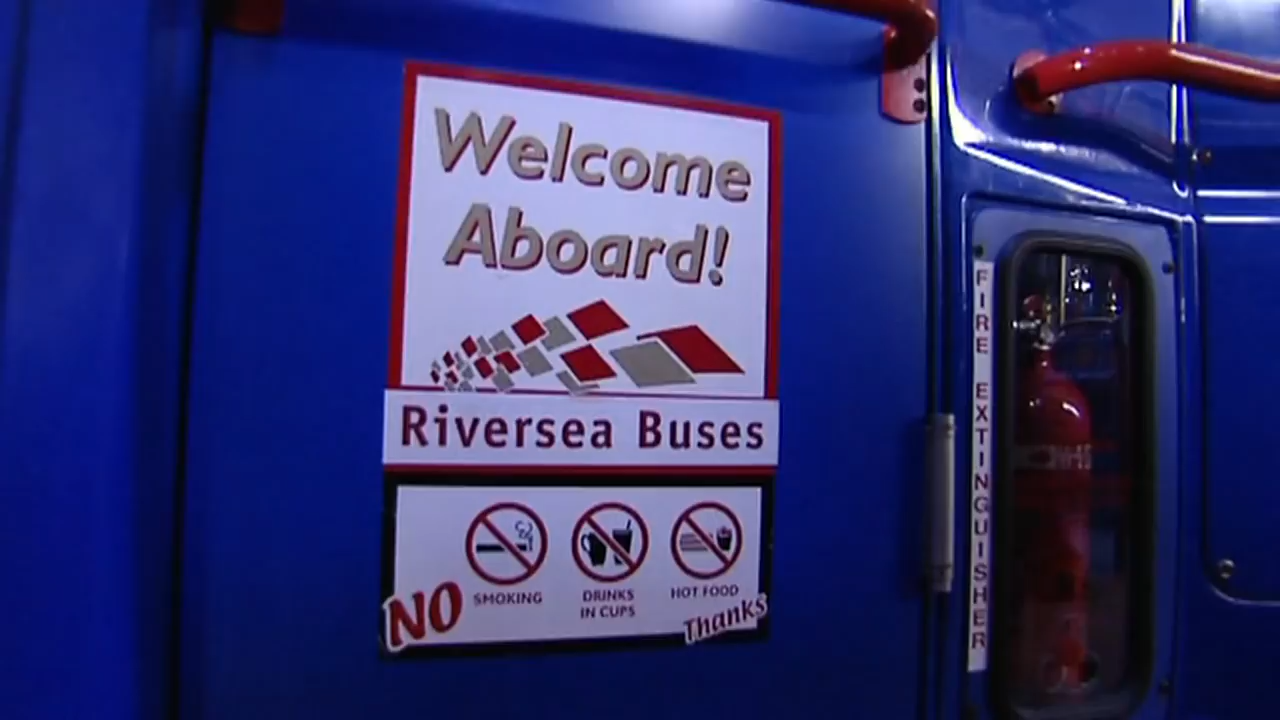 Welcome
Aboard!
Riversea Buses
NO
SMOKING
DRINKS
IN CUPS
HOT FOOD
Thanks
FIRE EXTINGUISHER